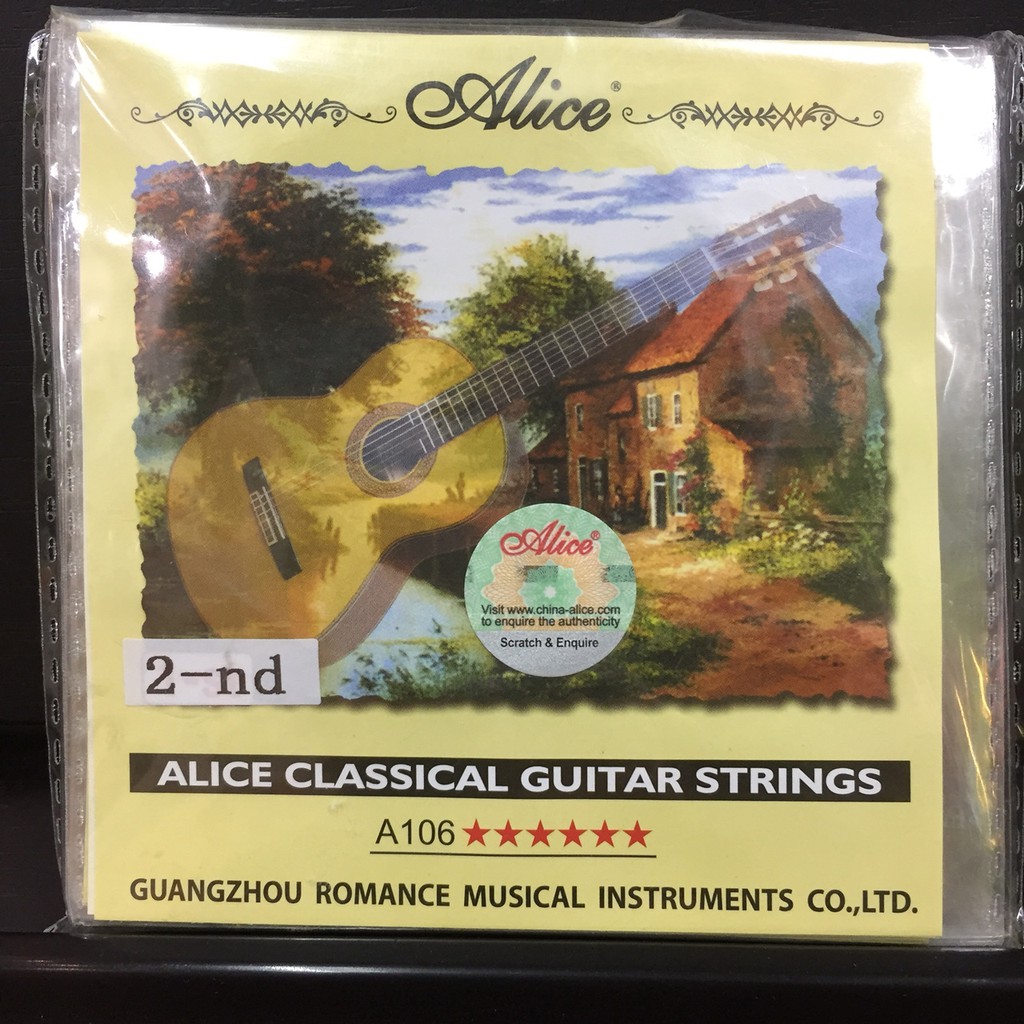 Alice®
Alice®
Visit www.china-alice.com
to enquire the authenticity
Scratch & Enquire
2-nd
ALICE CLASSICAL GUITAR STRINGS
A106★★★★★★
GUANGZHOU ROMANCE MUSICAL INSTRUMENTS CO.,LTD.